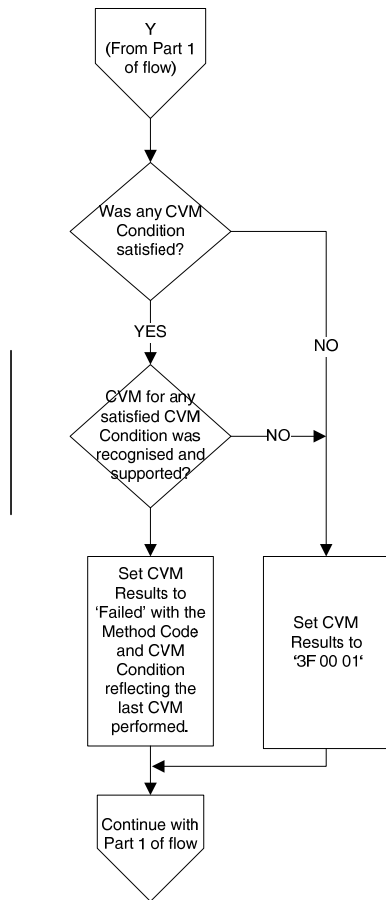 Y
(From Part 1
of flow)
Was any CVM
Condition
satisfied?
YES
NO
CVM for any
satisfied CVM
Condition was
recognised and
supported?
NO
Set CVM
Results to
‘Failed’ with the
Method Code
and CVM
Condition
reflecting the
last CVM
performed.
Set CVM
Results to
‘3F 00 01‘
Continue with
Part 1 of flow